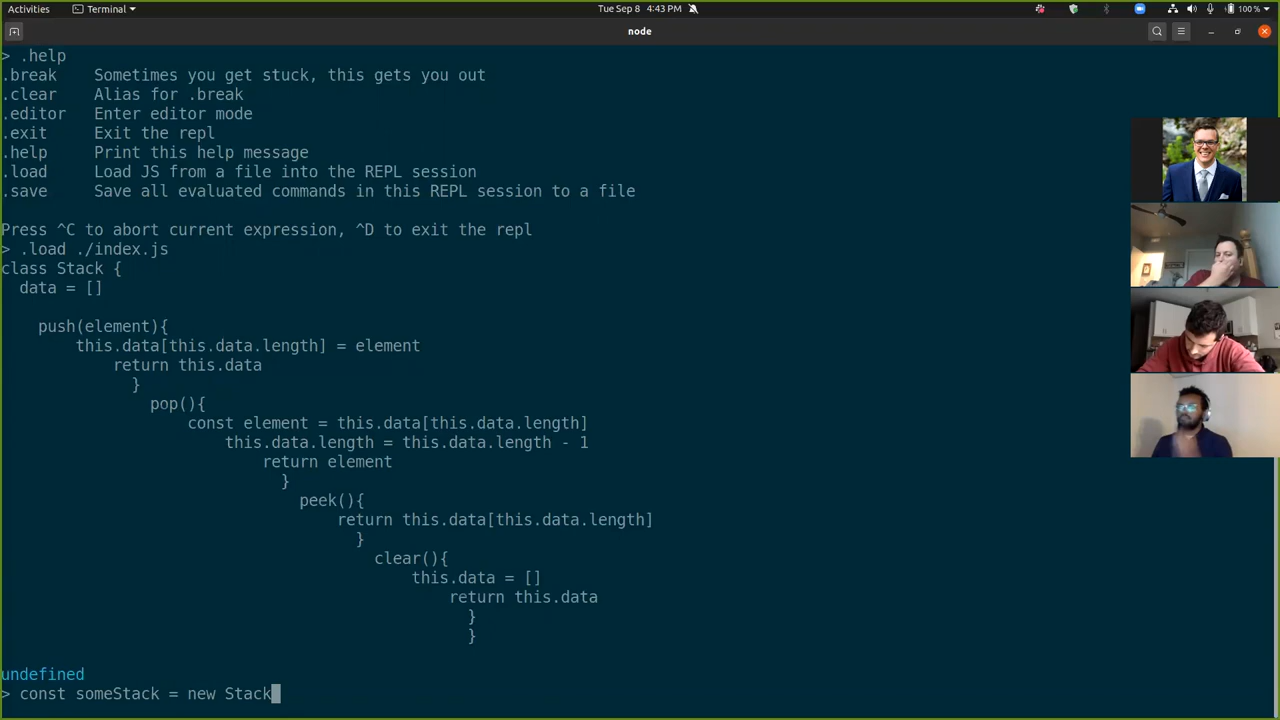 Activities Terminal Tue Sep 8 4:43 PM 100 %
node
> .help
.break Sometimes you get stuck, this gets you out
.clear Alias for .break
.editor Enter editor mode
.exit Exit the repl
.help Print this help message
.load Load JS from a file into the REPL session
.save Save all evaluated commands in this REPL session to a file
Press ^C to abort current expression, ^D to exit the repl
> .load ./index.js
class Stack {
data = []
push(element){
this.data[this.data.length] = element
return this.data
}
pop(){
const element = this.data[this.data.length]
this.data.length = this.data.length - 1
return element
}
peek(){
return this.data[this.data.length]
}
clear(){
this.data = []
return this.data
}
}
undefined
> const someStack = new Stack